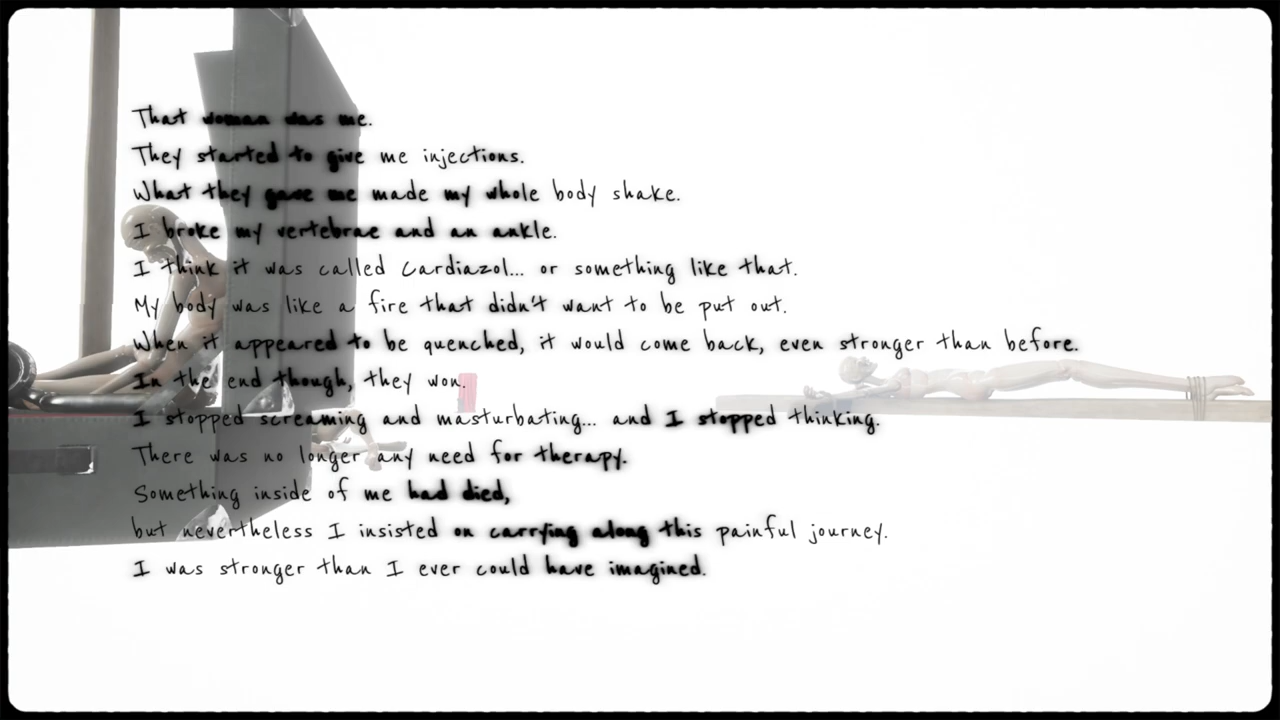 That woman was me.
They started to give me injections.
What they gave me made my whole body shake.
I broke my vertebrae and an ankle.
I think it was called Cardiazol... or something like that.
My body was like a fire that didn't want to be put out.
When it appeared to be quenched, it would come back, even stronger than before.
In the end though, they won.
I stopped screaming and masturbating... and I stopped thinking.
There was no longer any need for therapy.
Something inside of me had died,
but nevertheless I insisted on carrying along this painful journey.
I was stronger than I ever could have imagined.